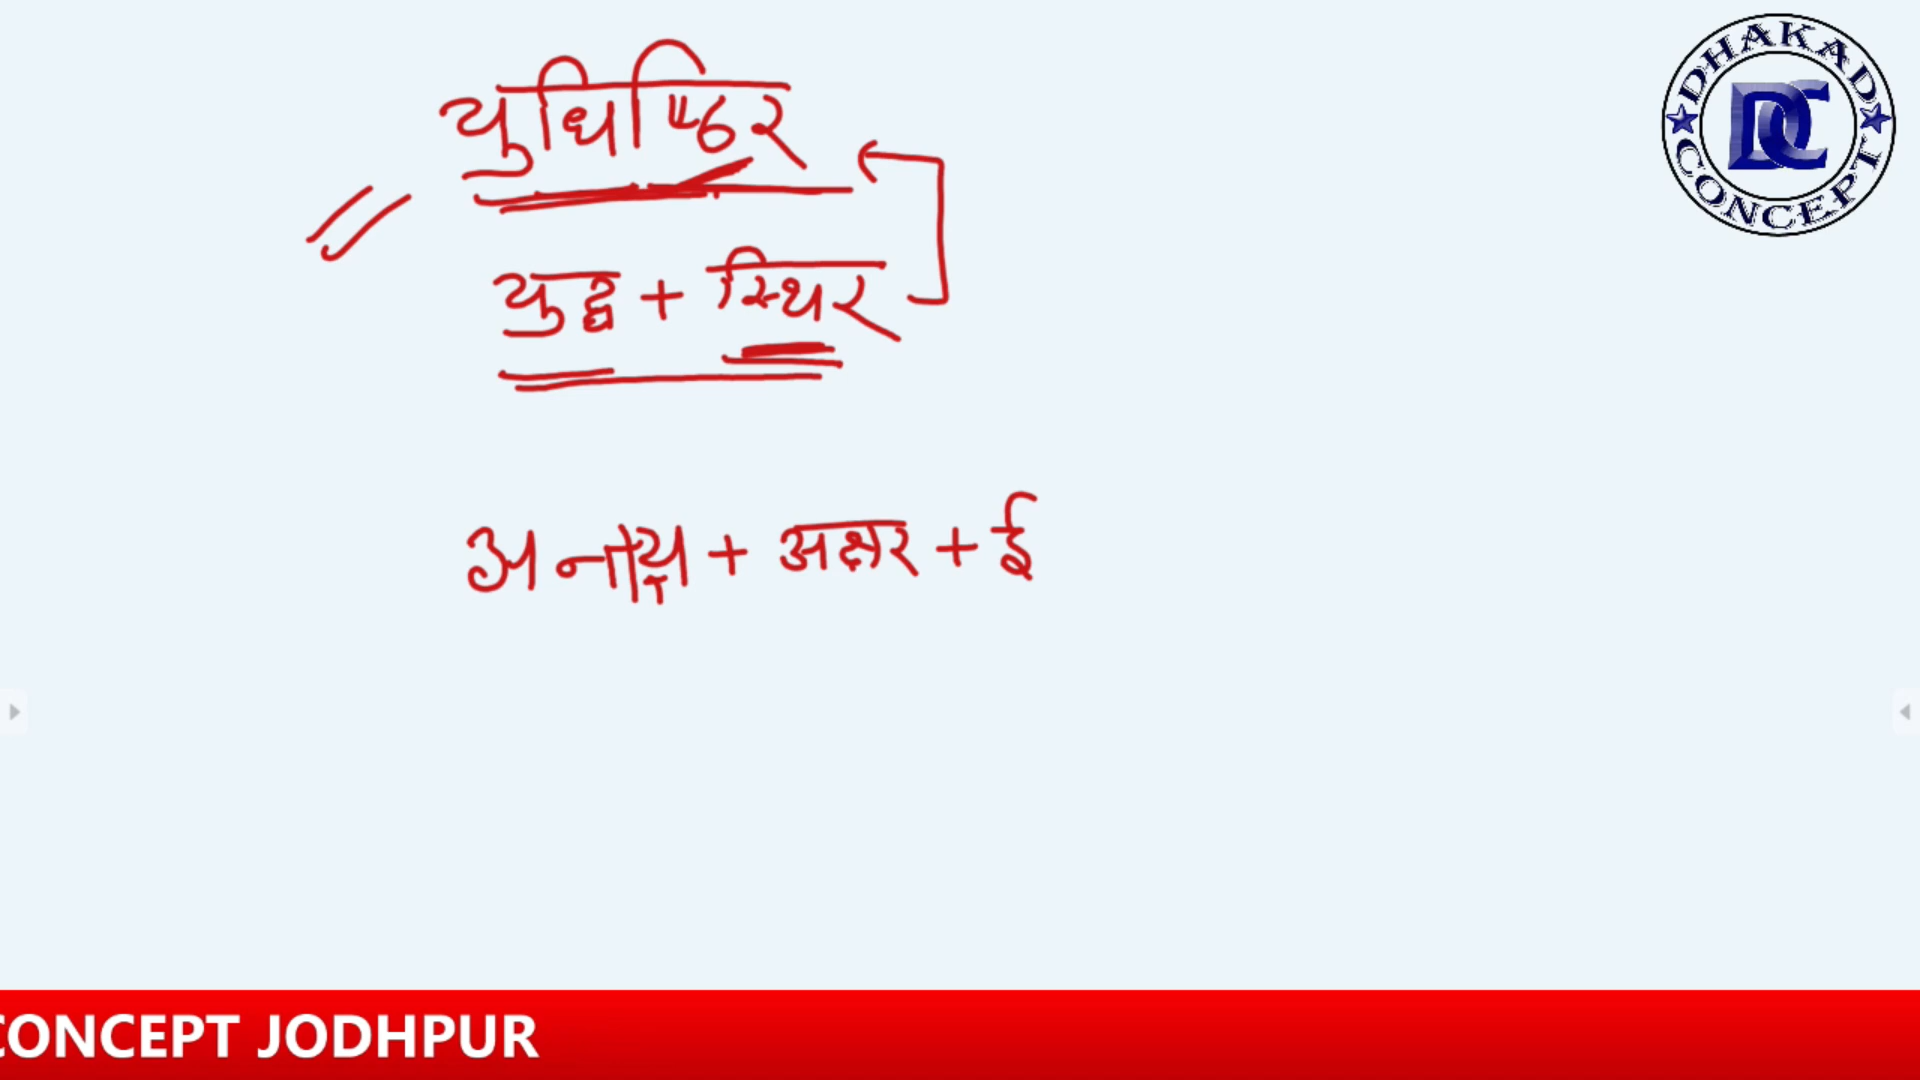 युधिष्ठिर
युद्ध + स्थिर
अनाय् + अक्षर + ई
DHAKAD
DC
CONCEPT
CONCEPT JODHPUR